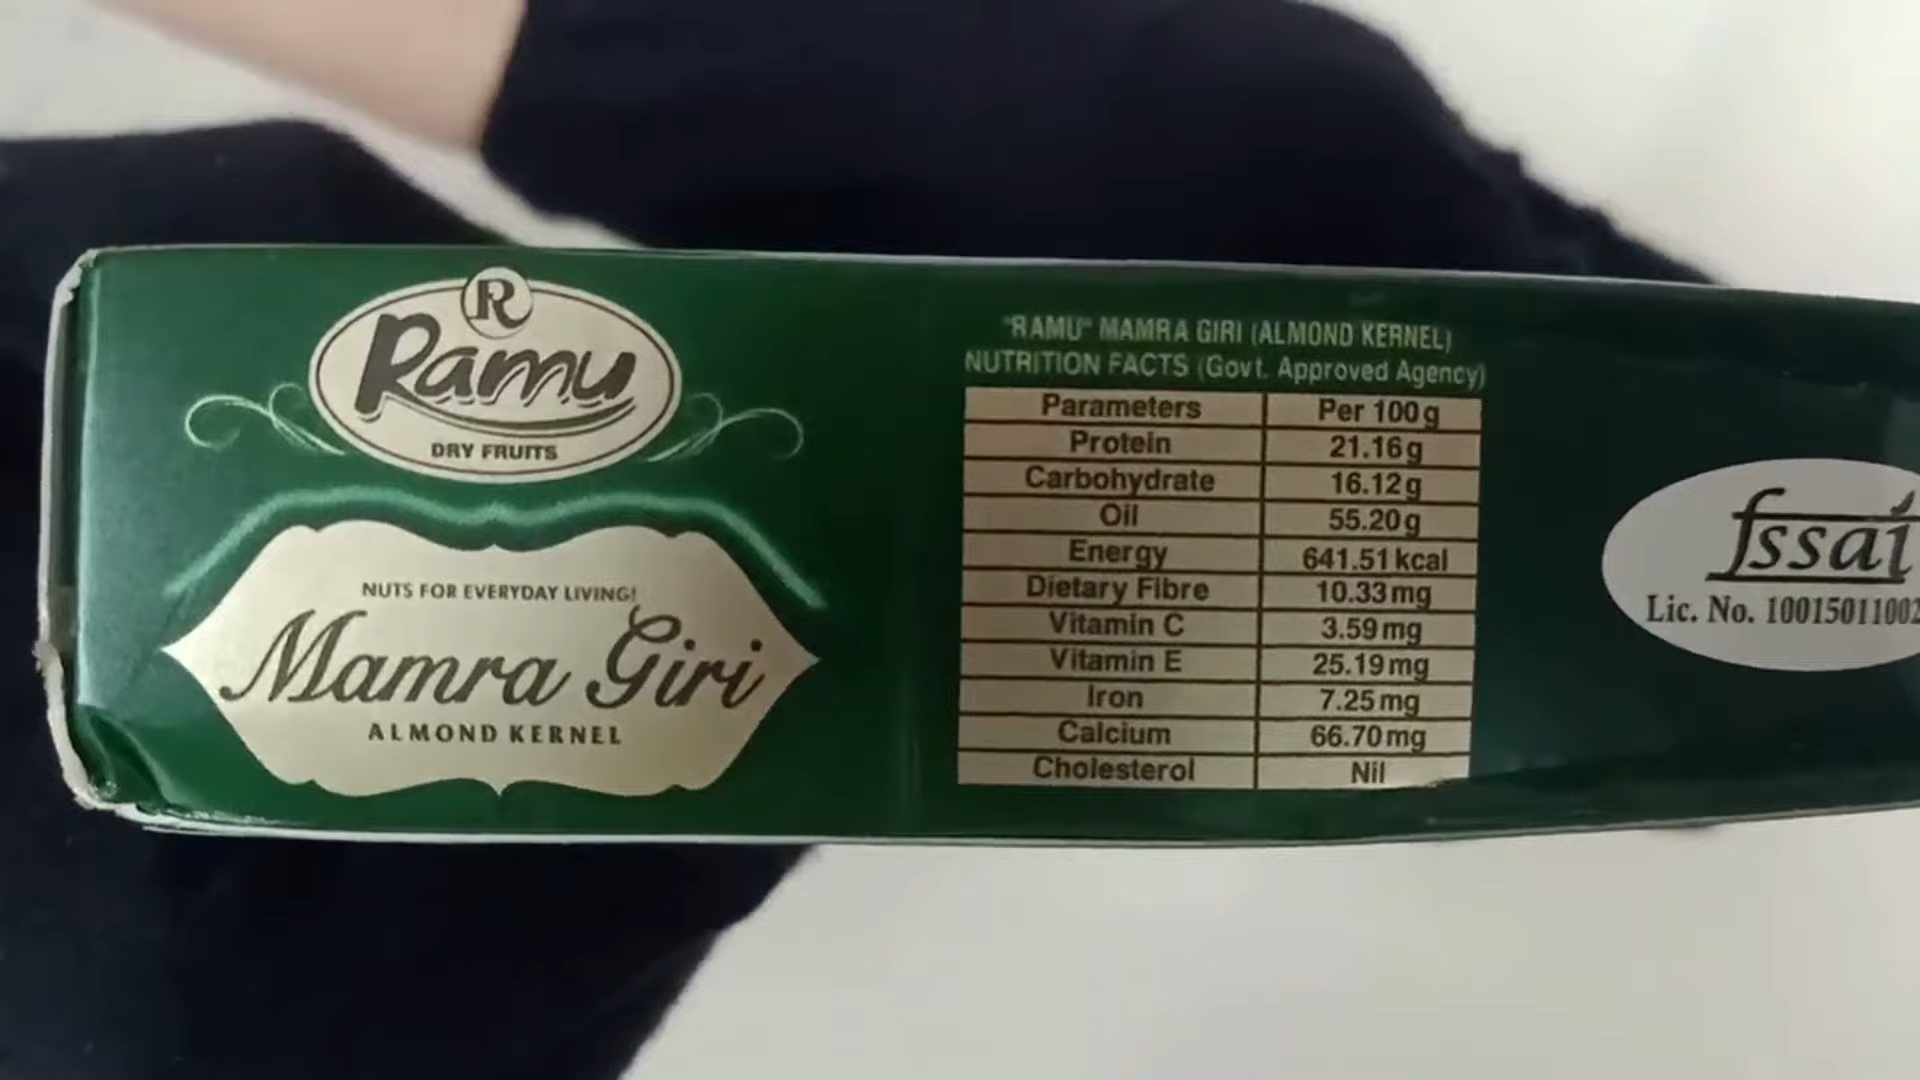 R
Ramu
DRY FRUITS
NUTS FOR EVERYDAY LIVING!
Mamra Giri
ALMOND KERNEL
"RAMU" MAMRA GIRI (ALMOND KERNEL)
NUTRITION FACTS (Govt. Approved Agency)
Parameters Per 100g
Protein 21.16g
Carbohydrate 16.12g
Oil 55.20g
Energy 641.51kcal
Dietary Fibre 10.33mg
Vitamin C 3.59mg
Vitamin E 25.19mg
Iron 7.25mg
Calcium 66.70mg
Cholesterol Nil
fssai
Lic. No. 10015011002